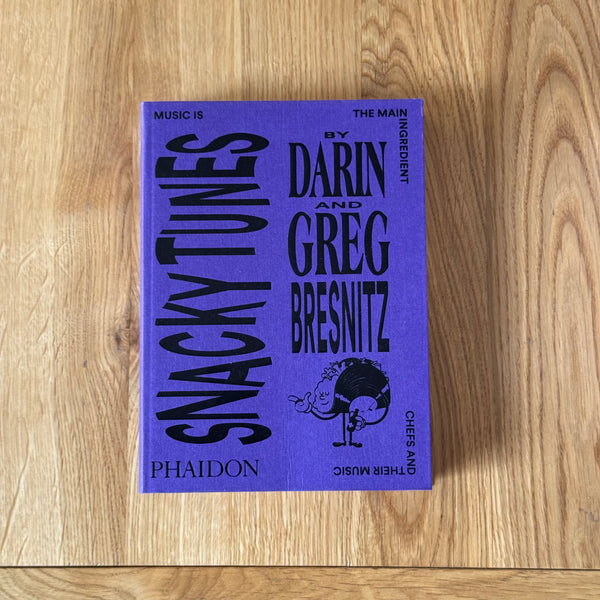 MUSIC IS
THE MAIN
INGREDIENT
SNACKY TUNES
BY
DARIN
AND
GREG
BRESNITZ
CHEFS AND
THEIR MUSIC
PHAIDON